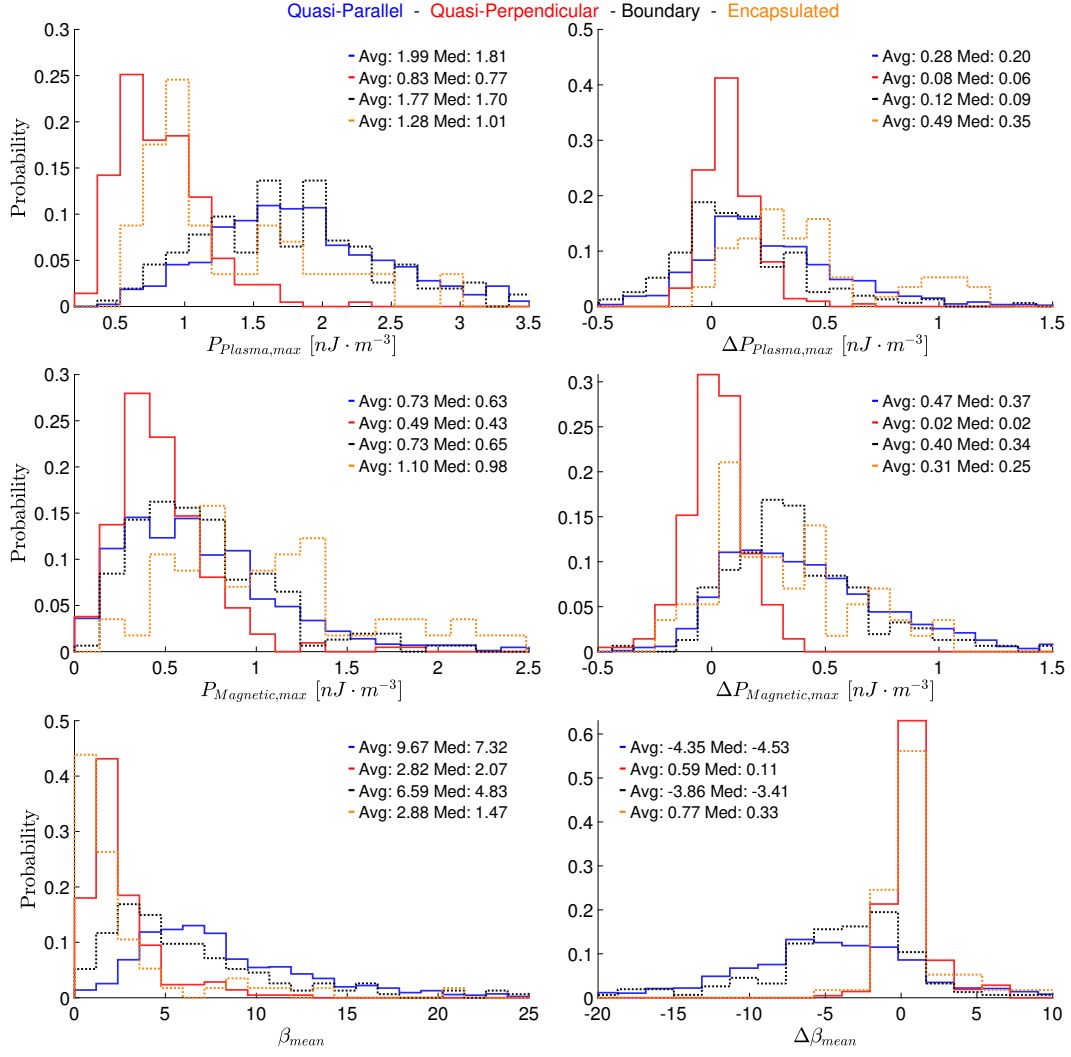 Quasi-Parallel - Quasi-Perpendicular - Boundary - Encapsulated
0.3
0.25
0.2
0.15
0.1
0.05
0
Probability
Avg: 1.99 Med: 1.81
Avg: 0.83 Med: 0.77
Avg: 1.77 Med: 1.70
Avg: 1.28 Med: 1.01
0.5 1 1.5 2 2.5 3 3.5
P_{Plasma,max} [nJ · m^{-3}]
0.5
0.4
0.3
0.2
0.1
0
Avg: 0.28 Med: 0.20
Avg: 0.08 Med: 0.06
Avg: 0.12 Med: 0.09
Avg: 0.49 Med: 0.35
-0.5 0 0.5 1 1.5
ΔP_{Plasma,max} [nJ · m^{-3}]
0.3
0.25
0.2
0.15
0.1
0.05
0
Probability
Avg: 0.73 Med: 0.63
Avg: 0.49 Med: 0.43
Avg: 0.73 Med: 0.65
Avg: 1.10 Med: 0.98
0 0.5 1 1.5 2 2.5
P_{Magnetic,max} [nJ · m^{-3}]
0.3
0.25
0.2
0.15
0.1
0.05
0
Avg: 0.47 Med: 0.37
Avg: 0.02 Med: 0.02
Avg: 0.40 Med: 0.34
Avg: 0.31 Med: 0.25
-0.5 0 0.5 1 1.5
ΔP_{Magnetic,max} [nJ · m^{-3}]
0.5
0.4
0.3
0.2
0.1
0
Probability
Avg: 9.67 Med: 7.32
Avg: 2.82 Med: 2.07
Avg: 6.59 Med: 4.83
Avg: 2.88 Med: 1.47
0 5 10 15 20 25
β_{mean}
0.6
0.5
0.4
0.3
0.2
0.1
0
Avg: -4.35 Med: -4.53
Avg: 0.59 Med: 0.11
Avg: -3.86 Med: -3.41
Avg: 0.77 Med: 0.33
-20 -15 -10 -5 0 5 10
Δβ_{mean}